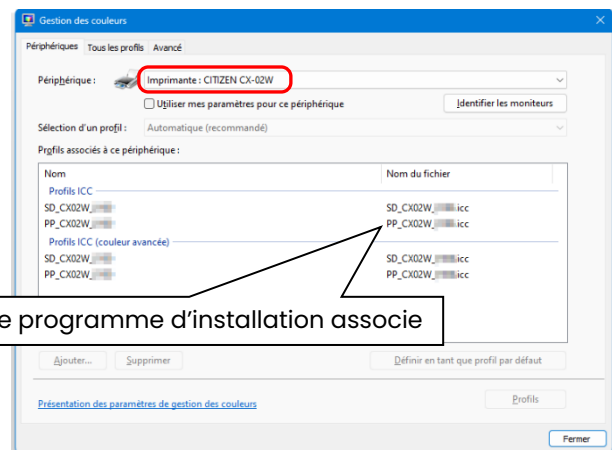 Gestion des couleurs
Périphériques Tous les profils Avancé
Périphérique : Imprimante : CITIZEN CX-02W
Utiliser mes paramètres pour ce périphérique Identifier les moniteurs
Sélection d'un profil : Automatique (recommandé)
Profils associés à ce périphérique :
Nom Nom du fichier
Profils ICC
SD_CX02W_ SD_CX02W_.icc
PP_CX02W_ PP_CX02W_.icc
Profils ICC (couleur avancée)
SD_CX02W_ SD_CX02W_.icc
PP_CX02W_ PP_CX02W_.icc
e programme d'installation associe
Ajouter... Supprimer Définir en tant que profil par défaut
Présentation des paramètres de gestion des couleurs Profils
Fermer